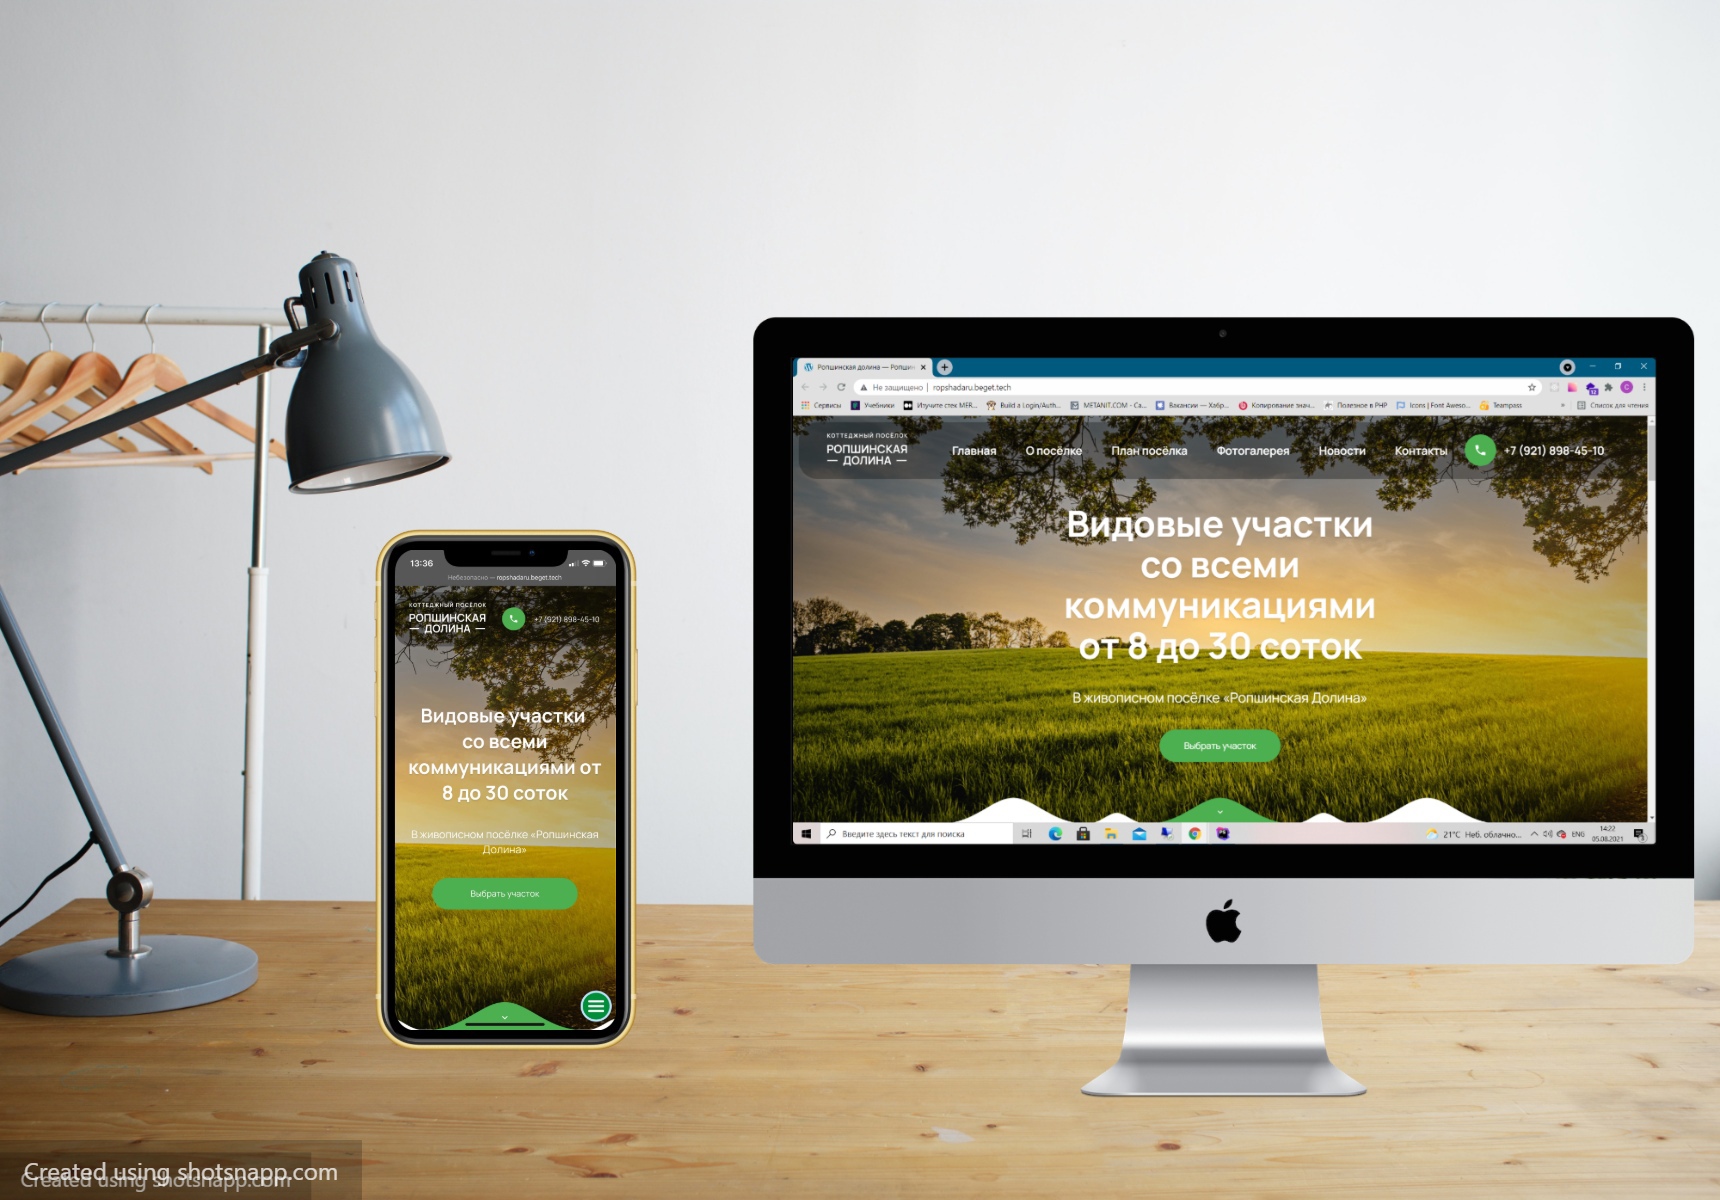 13:36
Небезопасно — ropshadaru.beget.tech
КОТТЕДЖНЫЙ ПОСЁЛОК
РОПШИНСКАЯ
— ДОЛИНА —
+7 (921) 898-45-10
Видовые участки
со всеми
коммуникациями от
8 до 30 соток
В живописном посёлке «Ропшинская
Долина»
Выбрать участок
Ропшинская долина — Ропшин
Не защищено | ropshadaru.beget.tech
Сервисы Учебники Изучите стек MER... Build a Login/Auth... METANIT.COM - Са... Вакансии — Хабр... Копирование знач... Полезное в PHP Icons | Font Aweso... Teampass » Список для чтения
КОТТЕДЖНЫЙ ПОСЁЛОК
РОПШИНСКАЯ
— ДОЛИНА —
Главная О посёлке План посёлка Фотогалерея Новости Контакты +7 (921) 898-45-10
Видовые участки
со всеми
коммуникациями
от 8 до 30 соток
В живописном посёлке «Ропшинская Долина»
Выбрать участок
Введите здесь текст для поиска
21°C Неб. облачно... ENG
14:22
05.08.2021
Created using shotsnapp.com
Created using shotsnapp.com